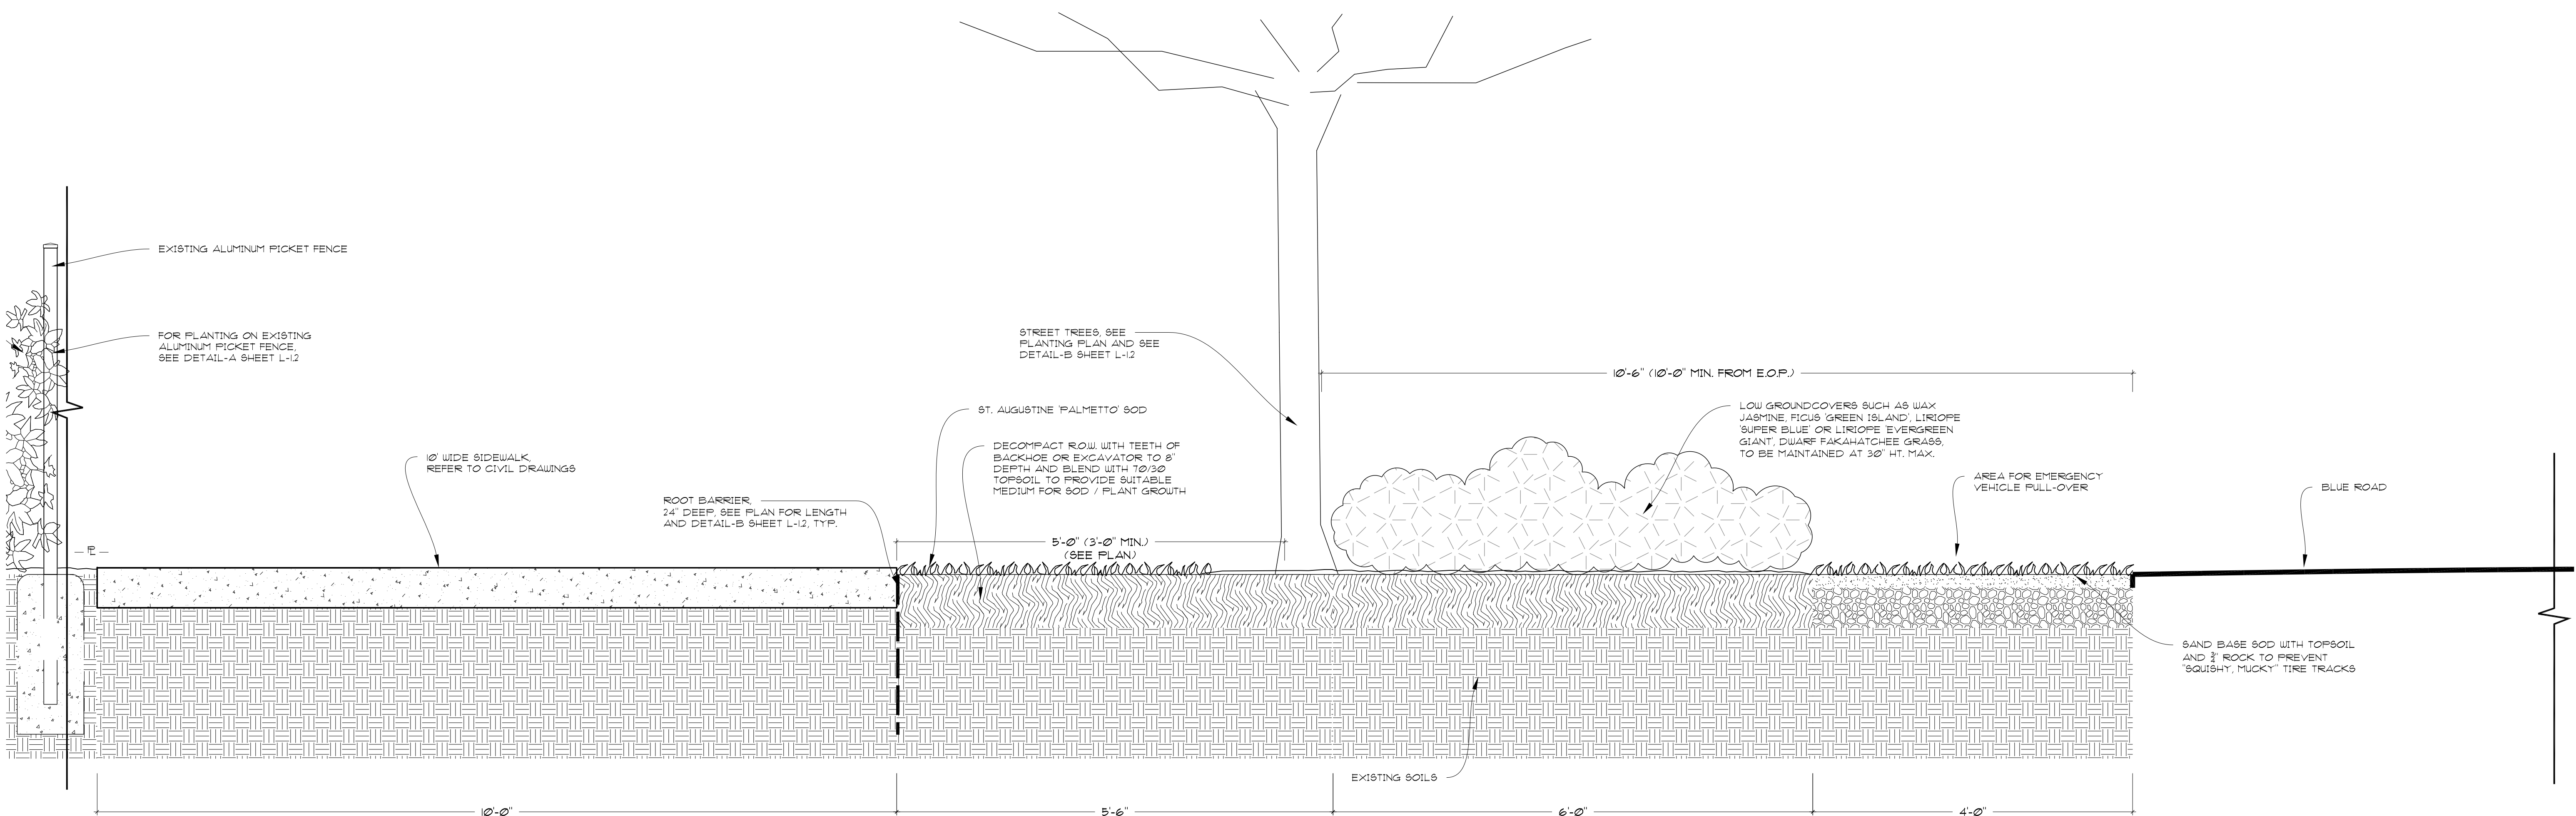 EXISTING ALUMINUM PICKET FENCE
FOR PLANTING ON EXISTING
ALUMINUM PICKET FENCE,
SEE DETAIL-A SHEET L-1.2
PL
10' WIDE SIDEWALK,
REFER TO CIVIL DRAWINGS
ROOT BARRIER,
24" DEEP, SEE PLAN FOR LENGTH
AND DETAIL-B SHEET L-1.2, TYP.
STREET TREES, SEE
PLANTING PLAN AND SEE
DETAIL-B SHEET L-1.2
ST. AUGUSTINE 'PALMETTO' SOD
DECOMPACT R.O.W. WITH TEETH OF
BACKHOE OR EXCAVATOR TO 8"
DEPTH AND BLEND WITH 70/30
TOPSOIL TO PROVIDE SUITABLE
MEDIUM FOR SOD / PLANT GROWTH
5'-0" (3'-0" MIN.)
(SEE PLAN)
10'-6" (10'-0" MIN. FROM E.O.P.)
LOW GROUNDCOVERS SUCH AS WAX
JASMINE, FICUS 'GREEN ISLAND', LIRIOPE
'SUPER BLUE' OR LIRIOPE 'EVERGREEN
GIANT', DWARF FAKAHATCHEE GRASS,
TO BE MAINTAINED AT 30" HT. MAX.
AREA FOR EMERGENCY
VEHICLE PULL-OVER
BLUE ROAD
SAND BASE SOD WITH TOPSOIL
AND 3/4" ROCK TO PREVENT
"SQUISHY, MUCKY" TIRE TRACKS
EXISTING SOILS
10'-0"
5'-6"
6'-0"
4'-0"